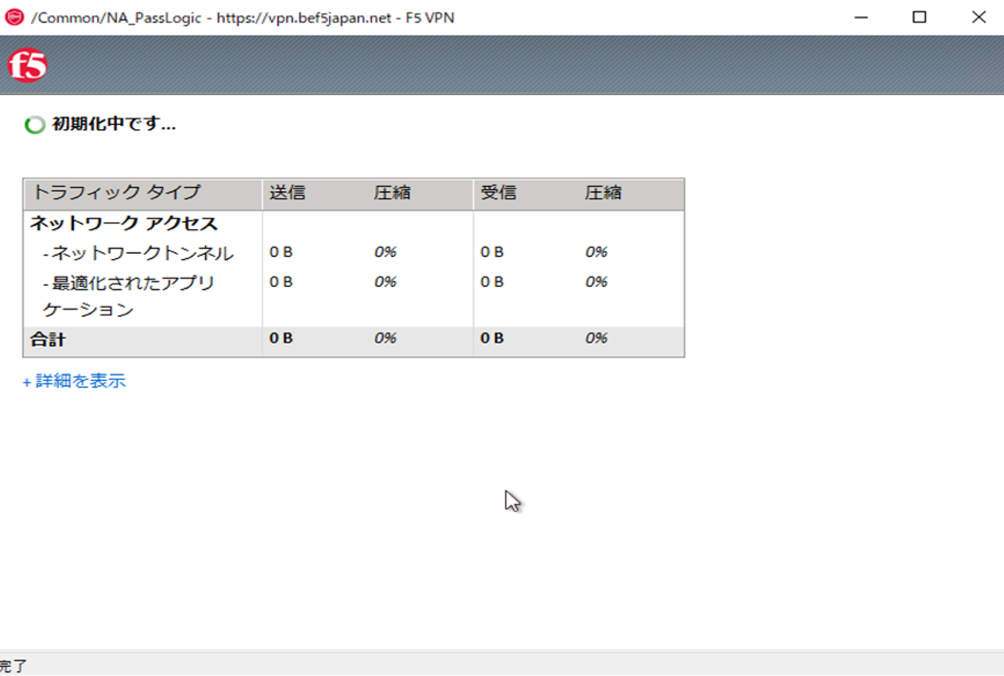 /Common/NA_PassLogic - https://vpn.bef5japan.net - F5 VPN
f5
初期化中です...
トラフィック タイプ 送信 圧縮 受信 圧縮
ネットワーク アクセス
-ネットワークトンネル 0 B 0% 0 B 0%
-最適化されたアプリ 0 B 0% 0 B 0%
ケーション
合計 0 B 0% 0 B 0%
+ 詳細を表示
完了